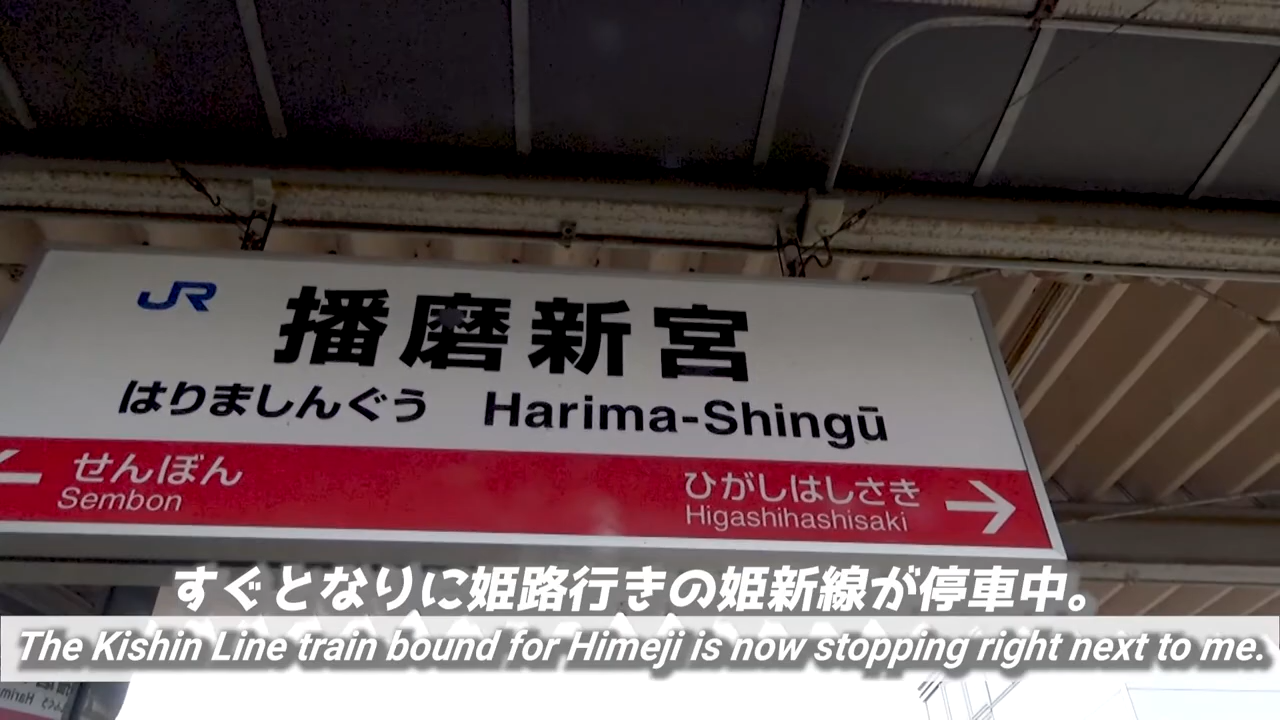 JR 播磨新宮
はりましんぐう Harima-Shingū
← せんぼん
Sembon
ひがしはしさき →
Higashihashisaki
すぐとなりに姫路行きの姫新線が停車中。
The Kishin Line train bound for Himeji is now stopping right next to me.